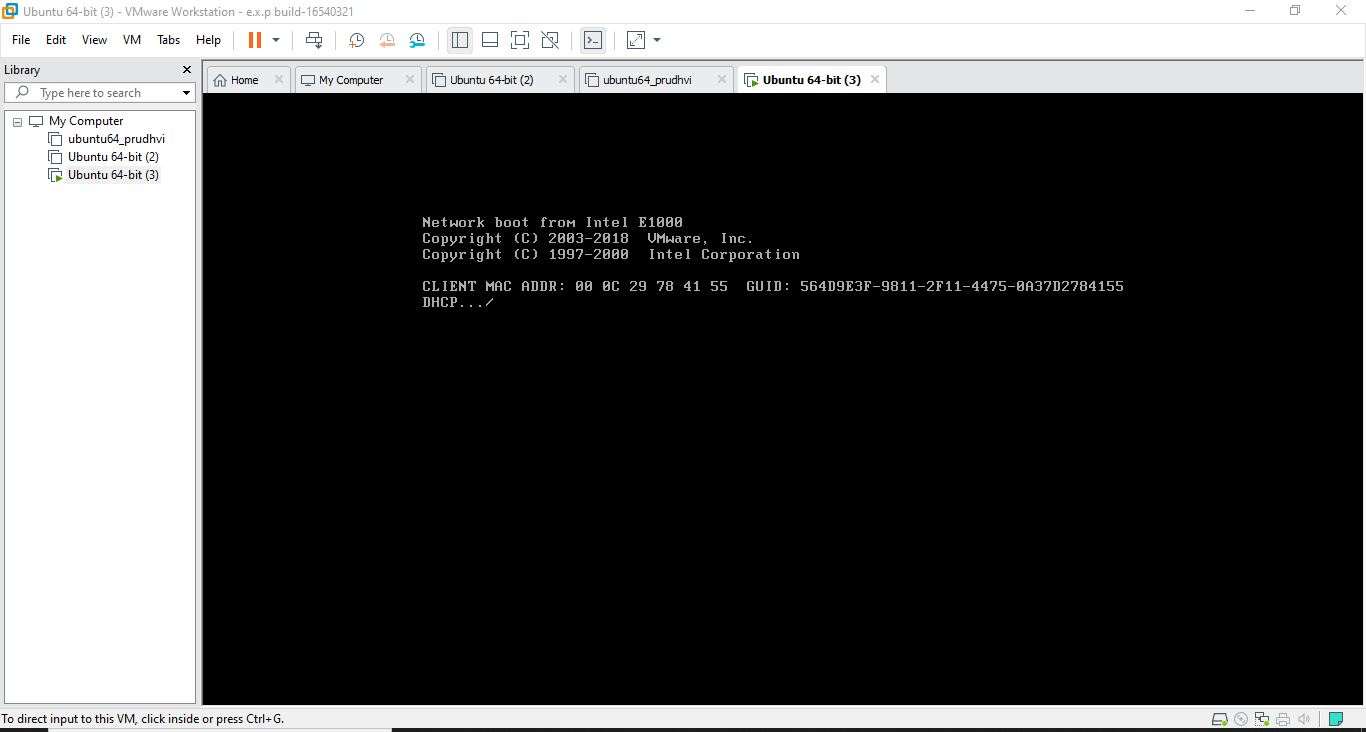 Ubuntu 64-bit (3) - VMware Workstation - e.x.p build-16540321
File Edit View VM Tabs Help
Library
Type here to search
My Computer
ubuntu64_prudhvi
Ubuntu 64-bit (2)
Ubuntu 64-bit (3)
Home My Computer Ubuntu 64-bit (2) ubuntu64_prudhvi Ubuntu 64-bit (3)
Network boot from Intel E1000
Copyright (C) 2003-2018 VMware, Inc.
Copyright (C) 1997-2000 Intel Corporation
CLIENT MAC ADDR: 00 0C 29 78 41 55 GUID: 564D9E3F-9811-2F11-4475-0A37D2784155
DHCP.../
To direct input to this VM, click inside or press Ctrl+G.